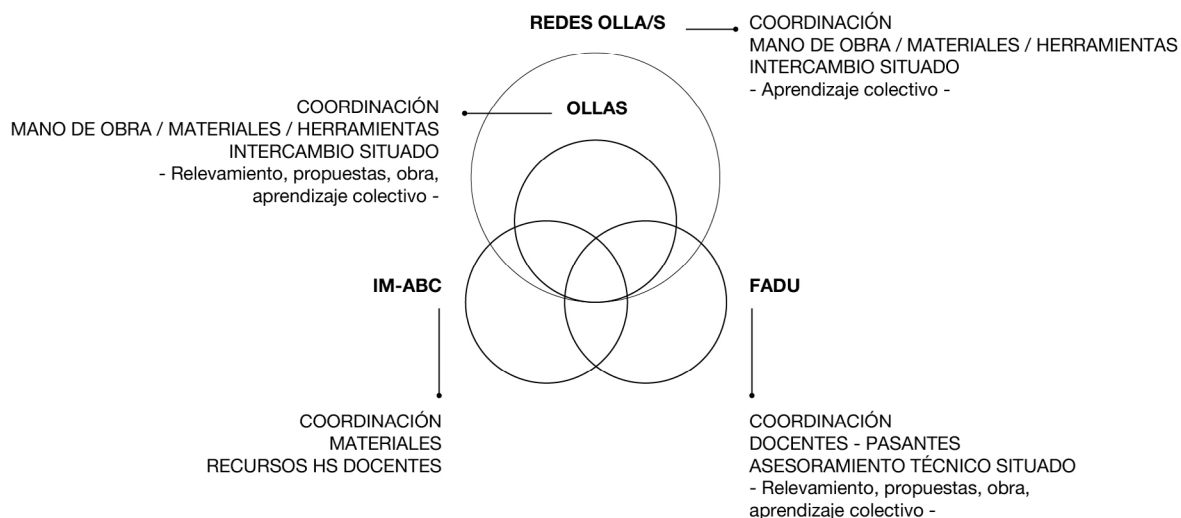 REDES OLLA/S
COORDINACIÓN
MANO DE OBRA / MATERIALES / HERRAMIENTAS
INTERCAMBIO SITUADO
- Aprendizaje colectivo -
OLLAS
COORDINACIÓN
MANO DE OBRA / MATERIALES / HERRAMIENTAS
INTERCAMBIO SITUADO
- Relevamiento, propuestas, obra,
aprendizaje colectivo -
IM-ABC
COORDINACIÓN
MATERIALES
RECURSOS HS DOCENTES
FADU
COORDINACIÓN
DOCENTES - PASANTES
ASESORAMIENTO TÉCNICO SITUADO
- Relevamiento, propuestas, obra,
aprendizaje colectivo -